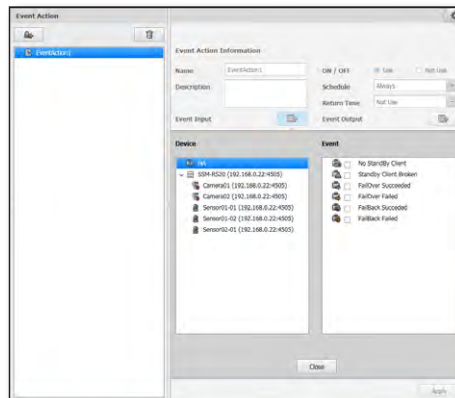 Event Action
EventAction1
Event Action Information
Name EventAction1 ON / OFF Use Not Use
Description Schedule Always
Return Time Not Use
Event Input Event Output
Device Event
HA No StandBy Client
SSM-RS20 (192.168.0.22:4505) Standby Client Broken
Camera01 (192.168.0.22:4505) FailOver Succeeded
Camera02 (192.168.0.22:4505) FailOver Failed
Sensor01-01 (192.168.0.22:4505) FailBack Succeded
Sensor01-02 (192.168.0.22:4505) FailBack Failed
Sensor02-01 (192.168.0.22:4505)
Close
Apply